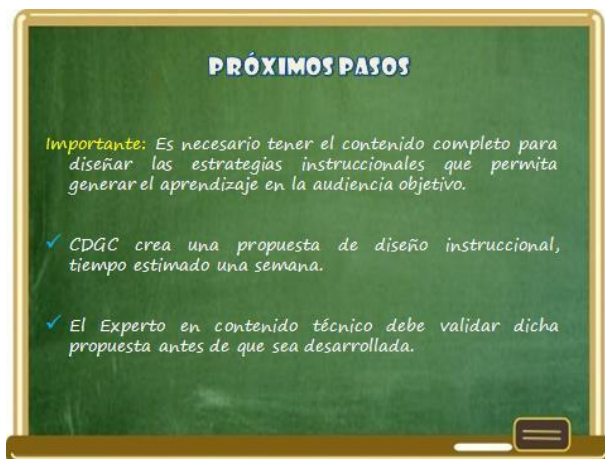 PRÓXIMOS PASOS
Importante: Es necesario tener el contenido completo para
diseñar las estrategias instruccionales que permita
generar el aprendizaje en la audiencia objetivo.
✓ CDGC crea una propuesta de diseño instruccional,
tiempo estimado una semana.
✓ El Experto en contenido técnico debe validar dicha
propuesta antes de que sea desarrollada.